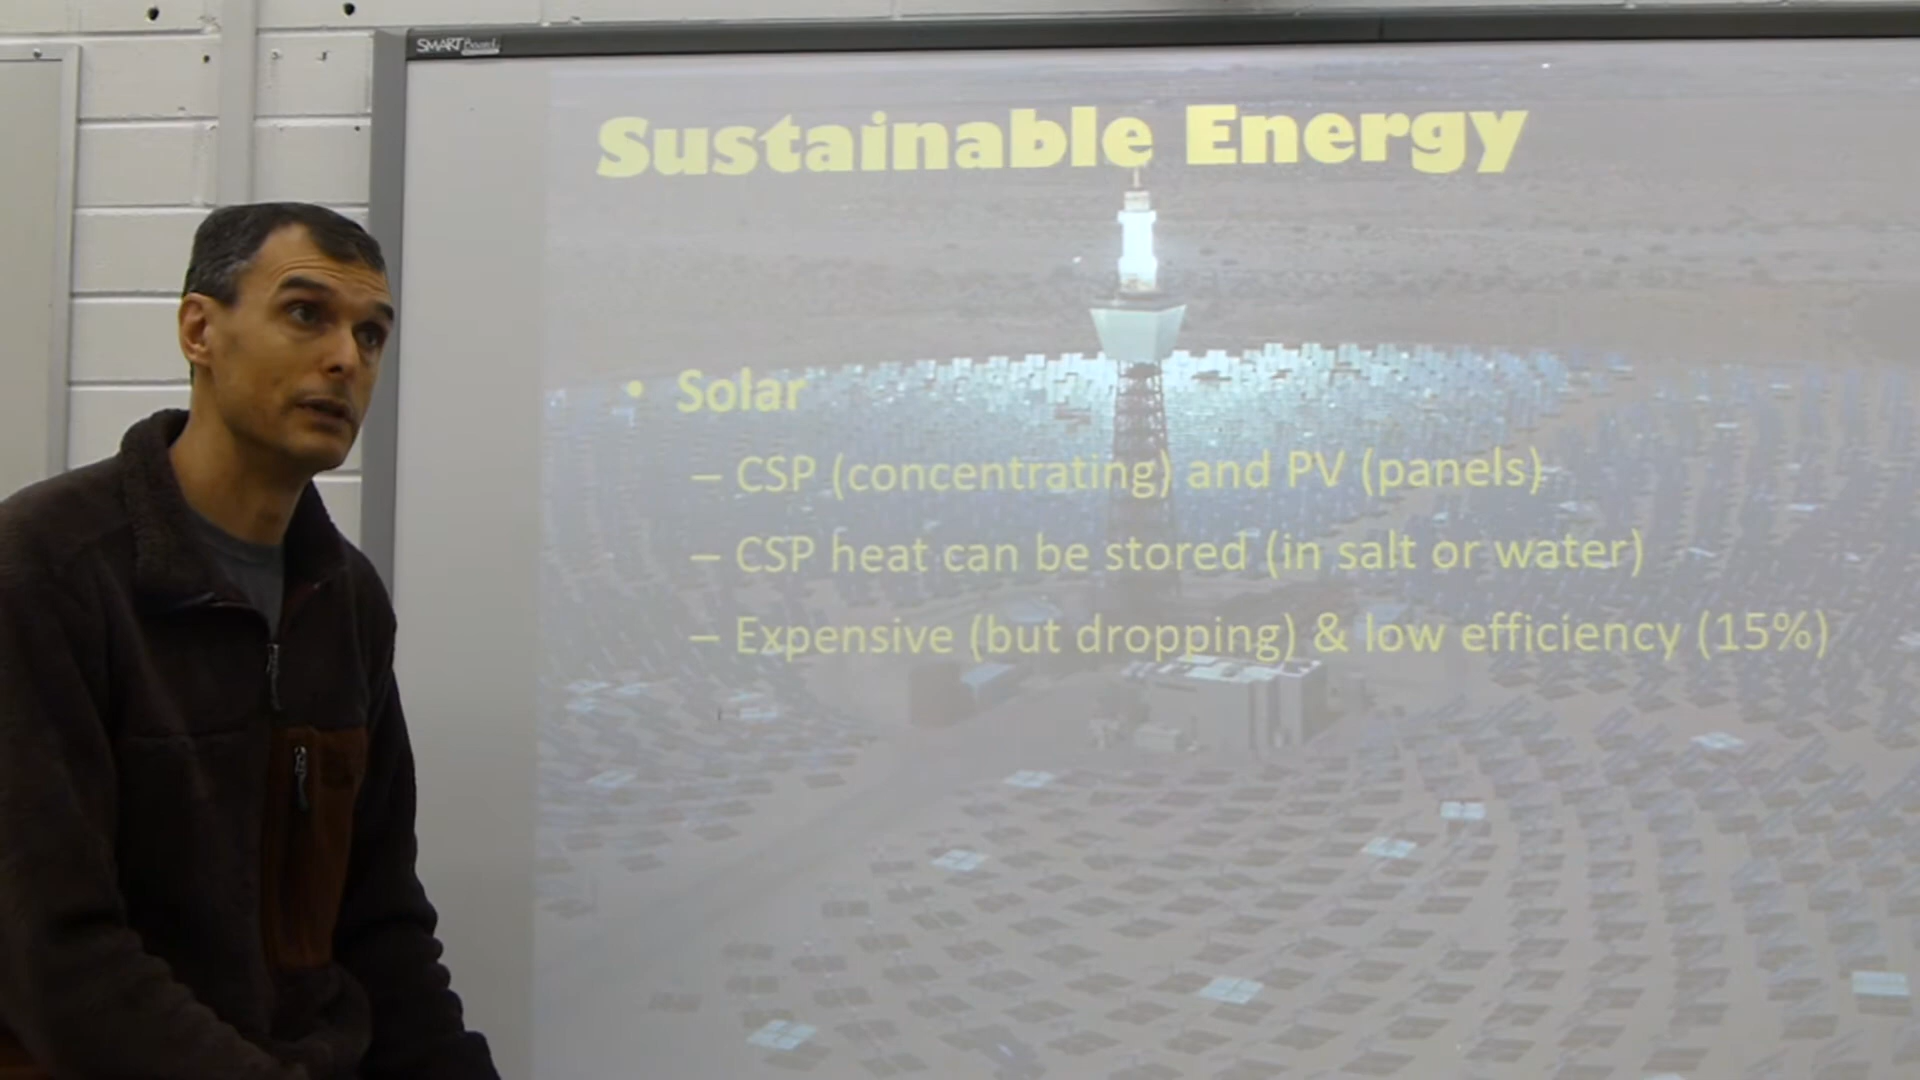 SMART Board
Sustainable Energy
• Solar
– CSP (concentrating) and PV (panels)
– CSP heat can be stored (in salt or water)
– Expensive (but dropping) & low efficiency (15%)